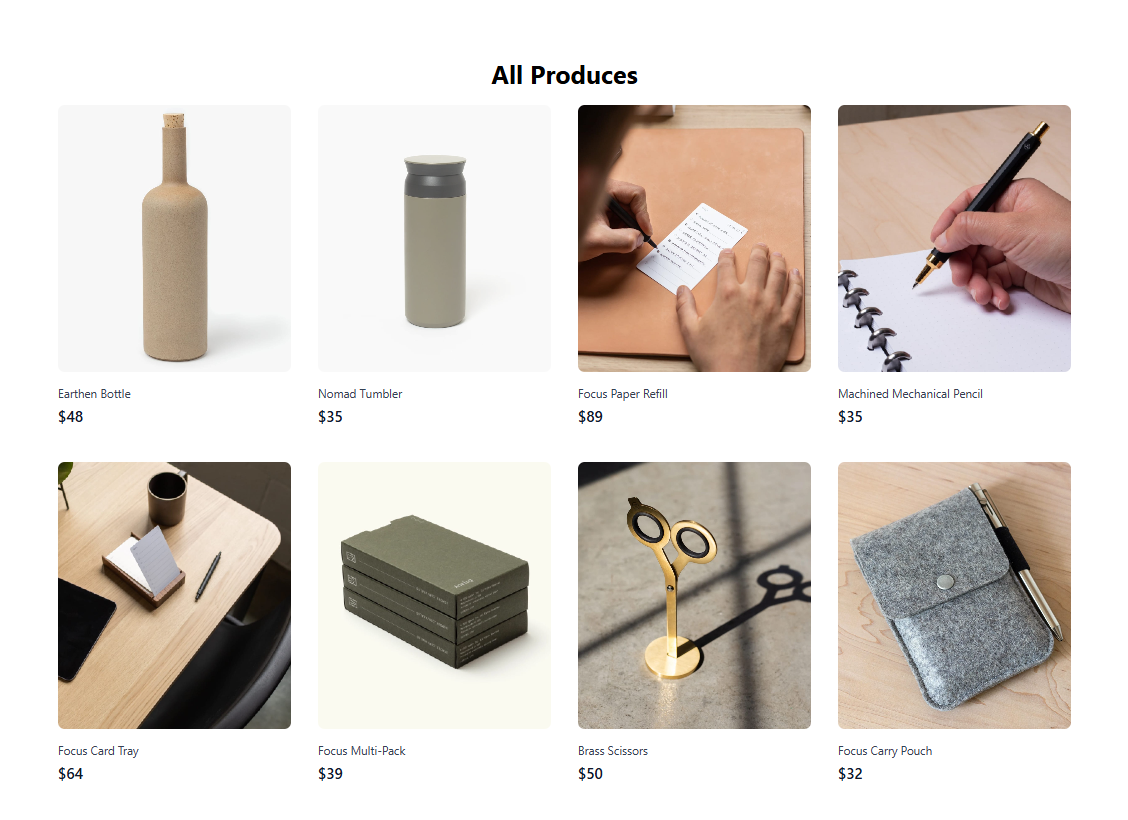 All Produces
Earthen Bottle
$48
Nomad Tumbler
$35
Focus Paper Refill
$89
Machined Mechanical Pencil
$35
Focus Card Tray
$64
Focus Multi-Pack
$39
Brass Scissors
$50
Focus Carry Pouch
$32